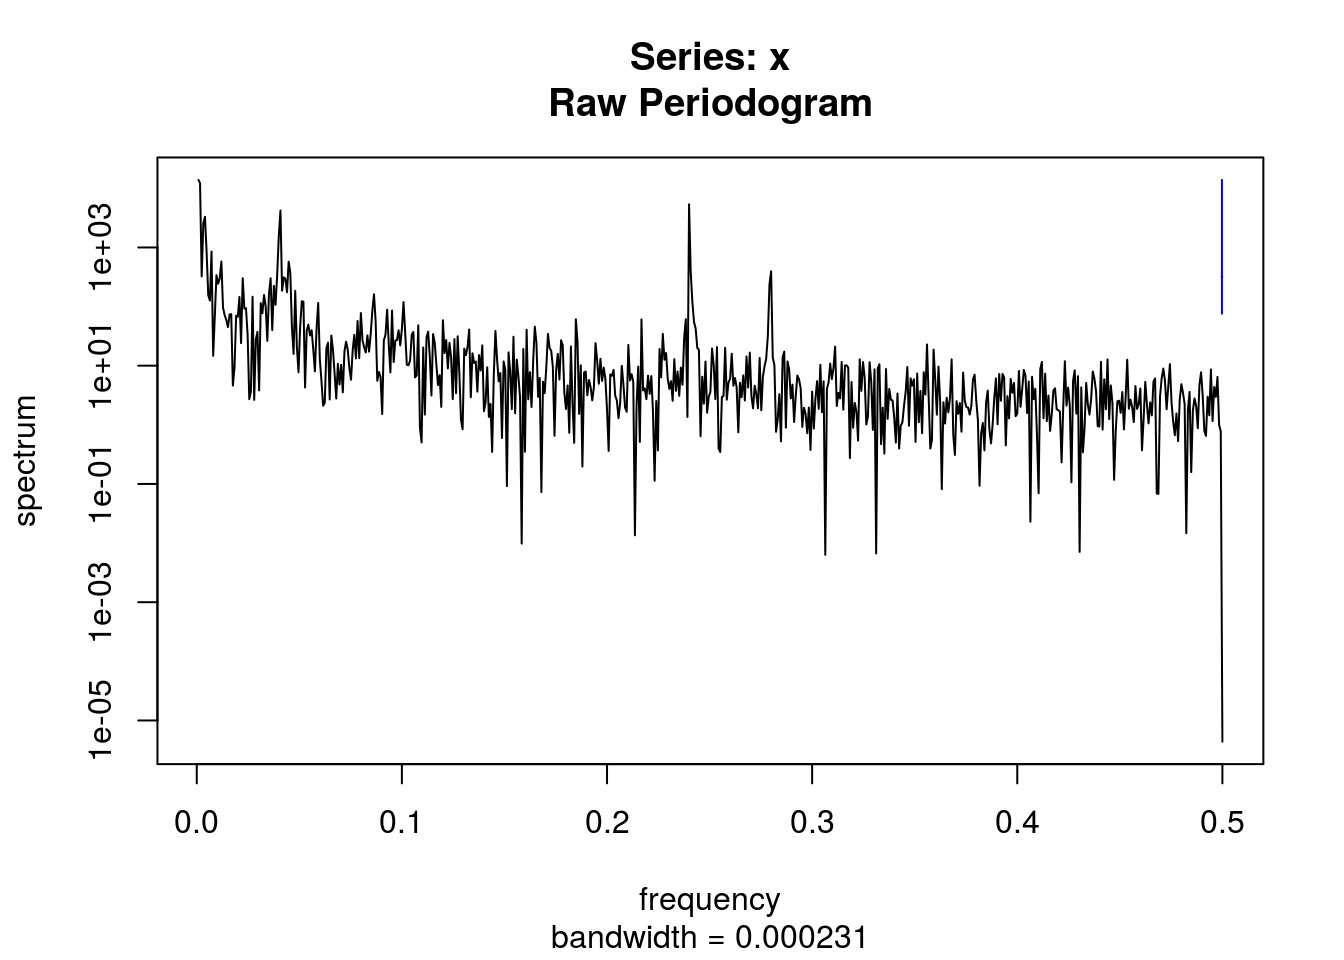 Series: x
Raw Periodogram
spectrum
1e+03
1e+01
1e-01
1e-03
1e-05
0.0 0.1 0.2 0.3 0.4 0.5
frequency
bandwidth = 0.000231